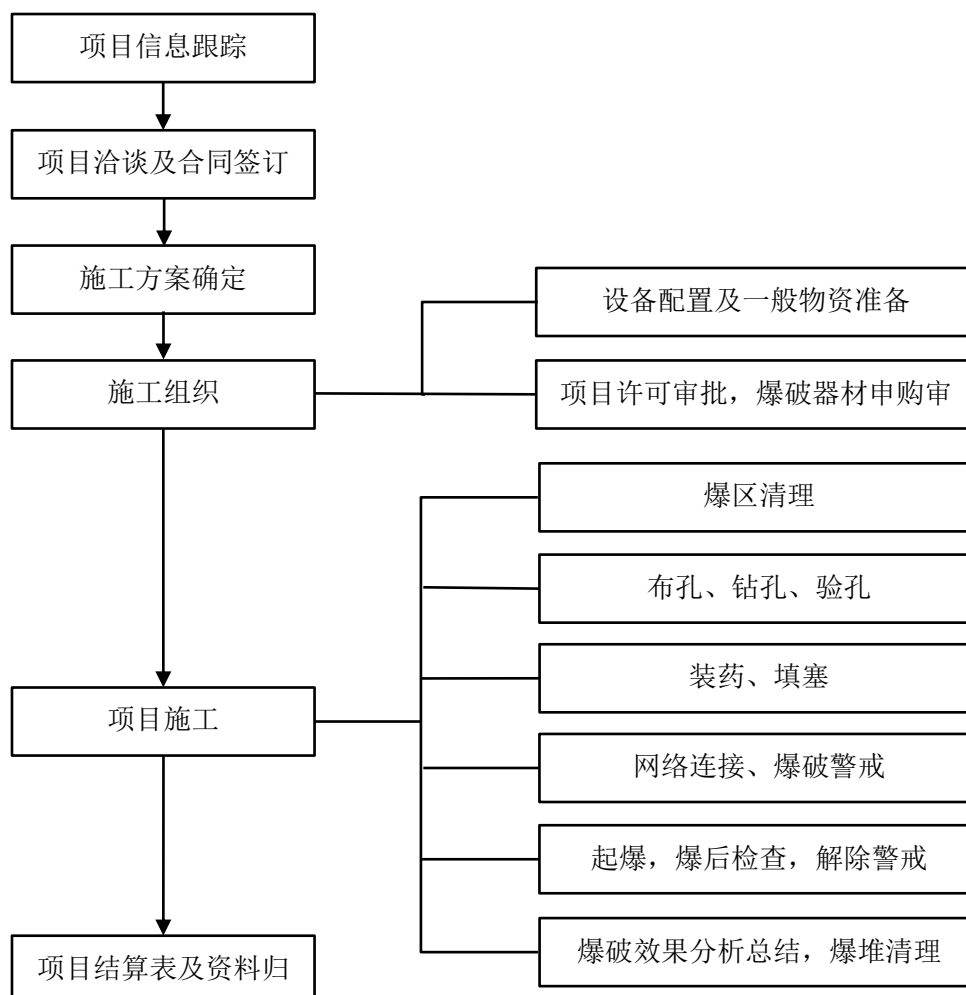 项目信息跟踪
项目洽谈及合同签订
施工方案确定
施工组织
设备配置及一般物资准备
项目许可审批，爆破器材申购审
项目施工
爆区清理
布孔、钻孔、验孔
装药、填塞
网络连接、爆破警戒
起爆，爆后检查，解除警戒
爆破效果分析总结，爆堆清理
项目结算表及资料归